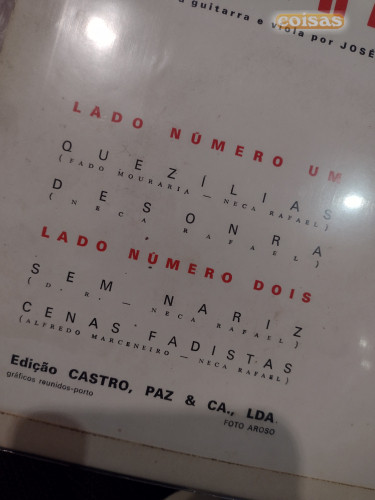 coisas
guitarra e viola por JOSÉ
LADO NÚMERO UM
QUEZÍLIAS
(FADO MOURARIA — NECA RAFAEL)
DESONRA
(NECA RAFAEL)
LADO NÚMERO DOIS
SEM NARIZ
(D.R. — NECA RAFAEL)
CENAS FADISTAS
(ALFREDO MARCENEIRO — NECA RAFAEL)
Edição CASTRO, PAZ & CA., LDA.
gráficos reunidos-porto
FOTO AROSO